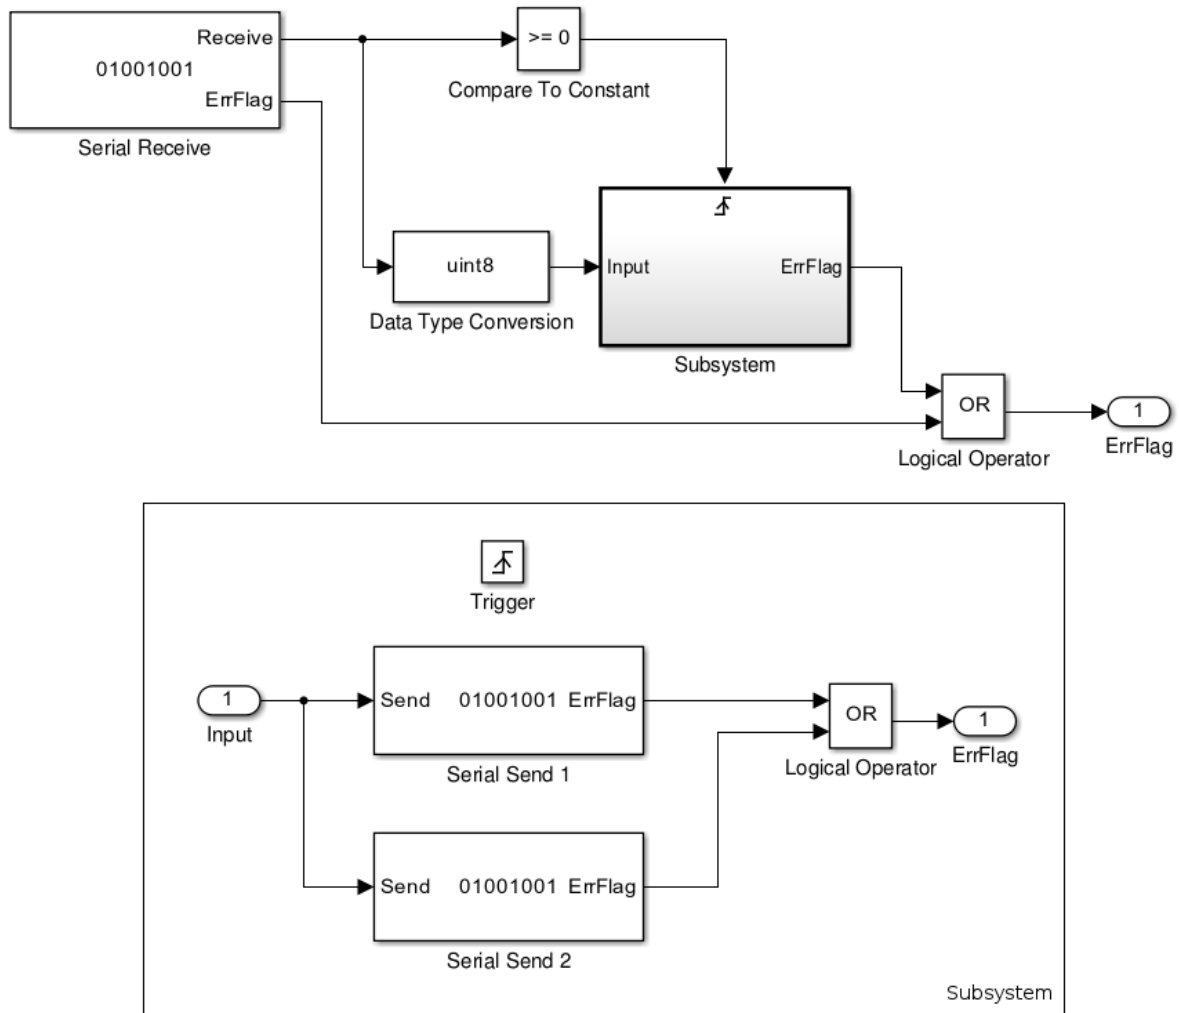 Receive
01001001
ErrFlag
Serial Receive
>= 0
Compare To Constant
uint8
Data Type Conversion
Input
ErrFlag
Subsystem
OR
Logical Operator
1
ErrFlag
Trigger
1
Input
Send 01001001 ErrFlag
Serial Send 1
Send 01001001 ErrFlag
Serial Send 2
OR
Logical Operator
1
ErrFlag
Subsystem